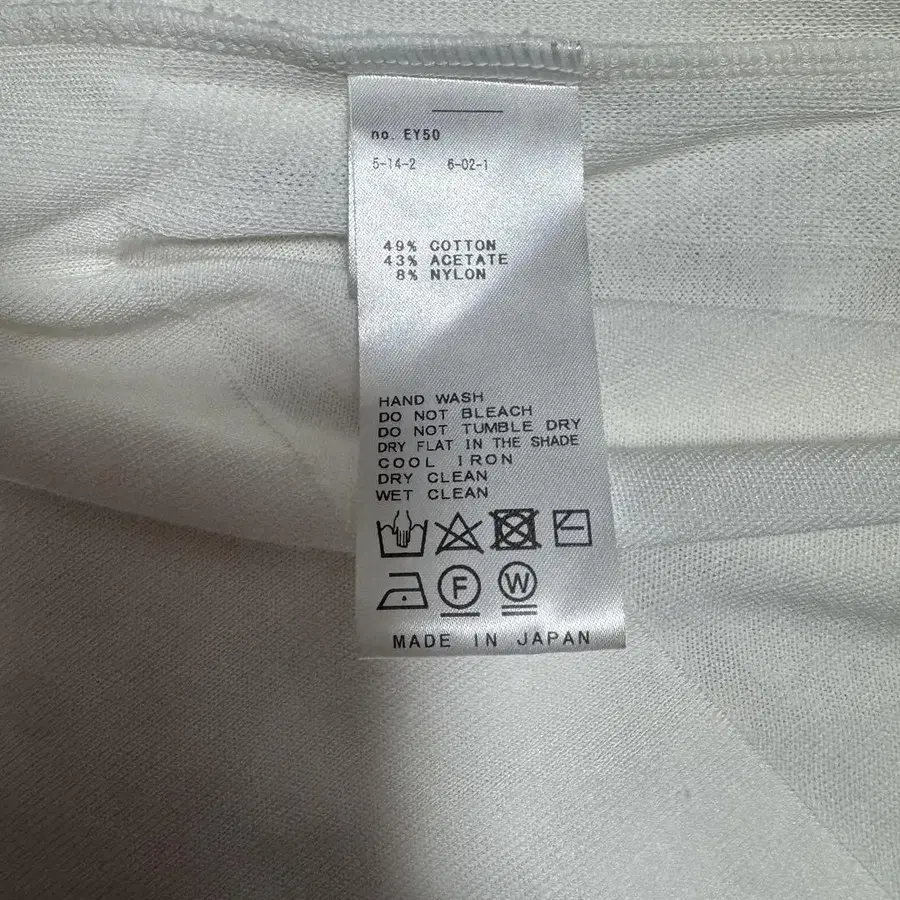 no. EY50
5-14-2 6-02-1
49% COTTON
43% ACETATE
8% NYLON
HAND WASH
DO NOT BLEACH
DO NOT TUMBLE DRY
DRY FLAT IN THE SHADE
COOL IRON
DRY CLEAN
WET CLEAN
F W
MADE IN JAPAN